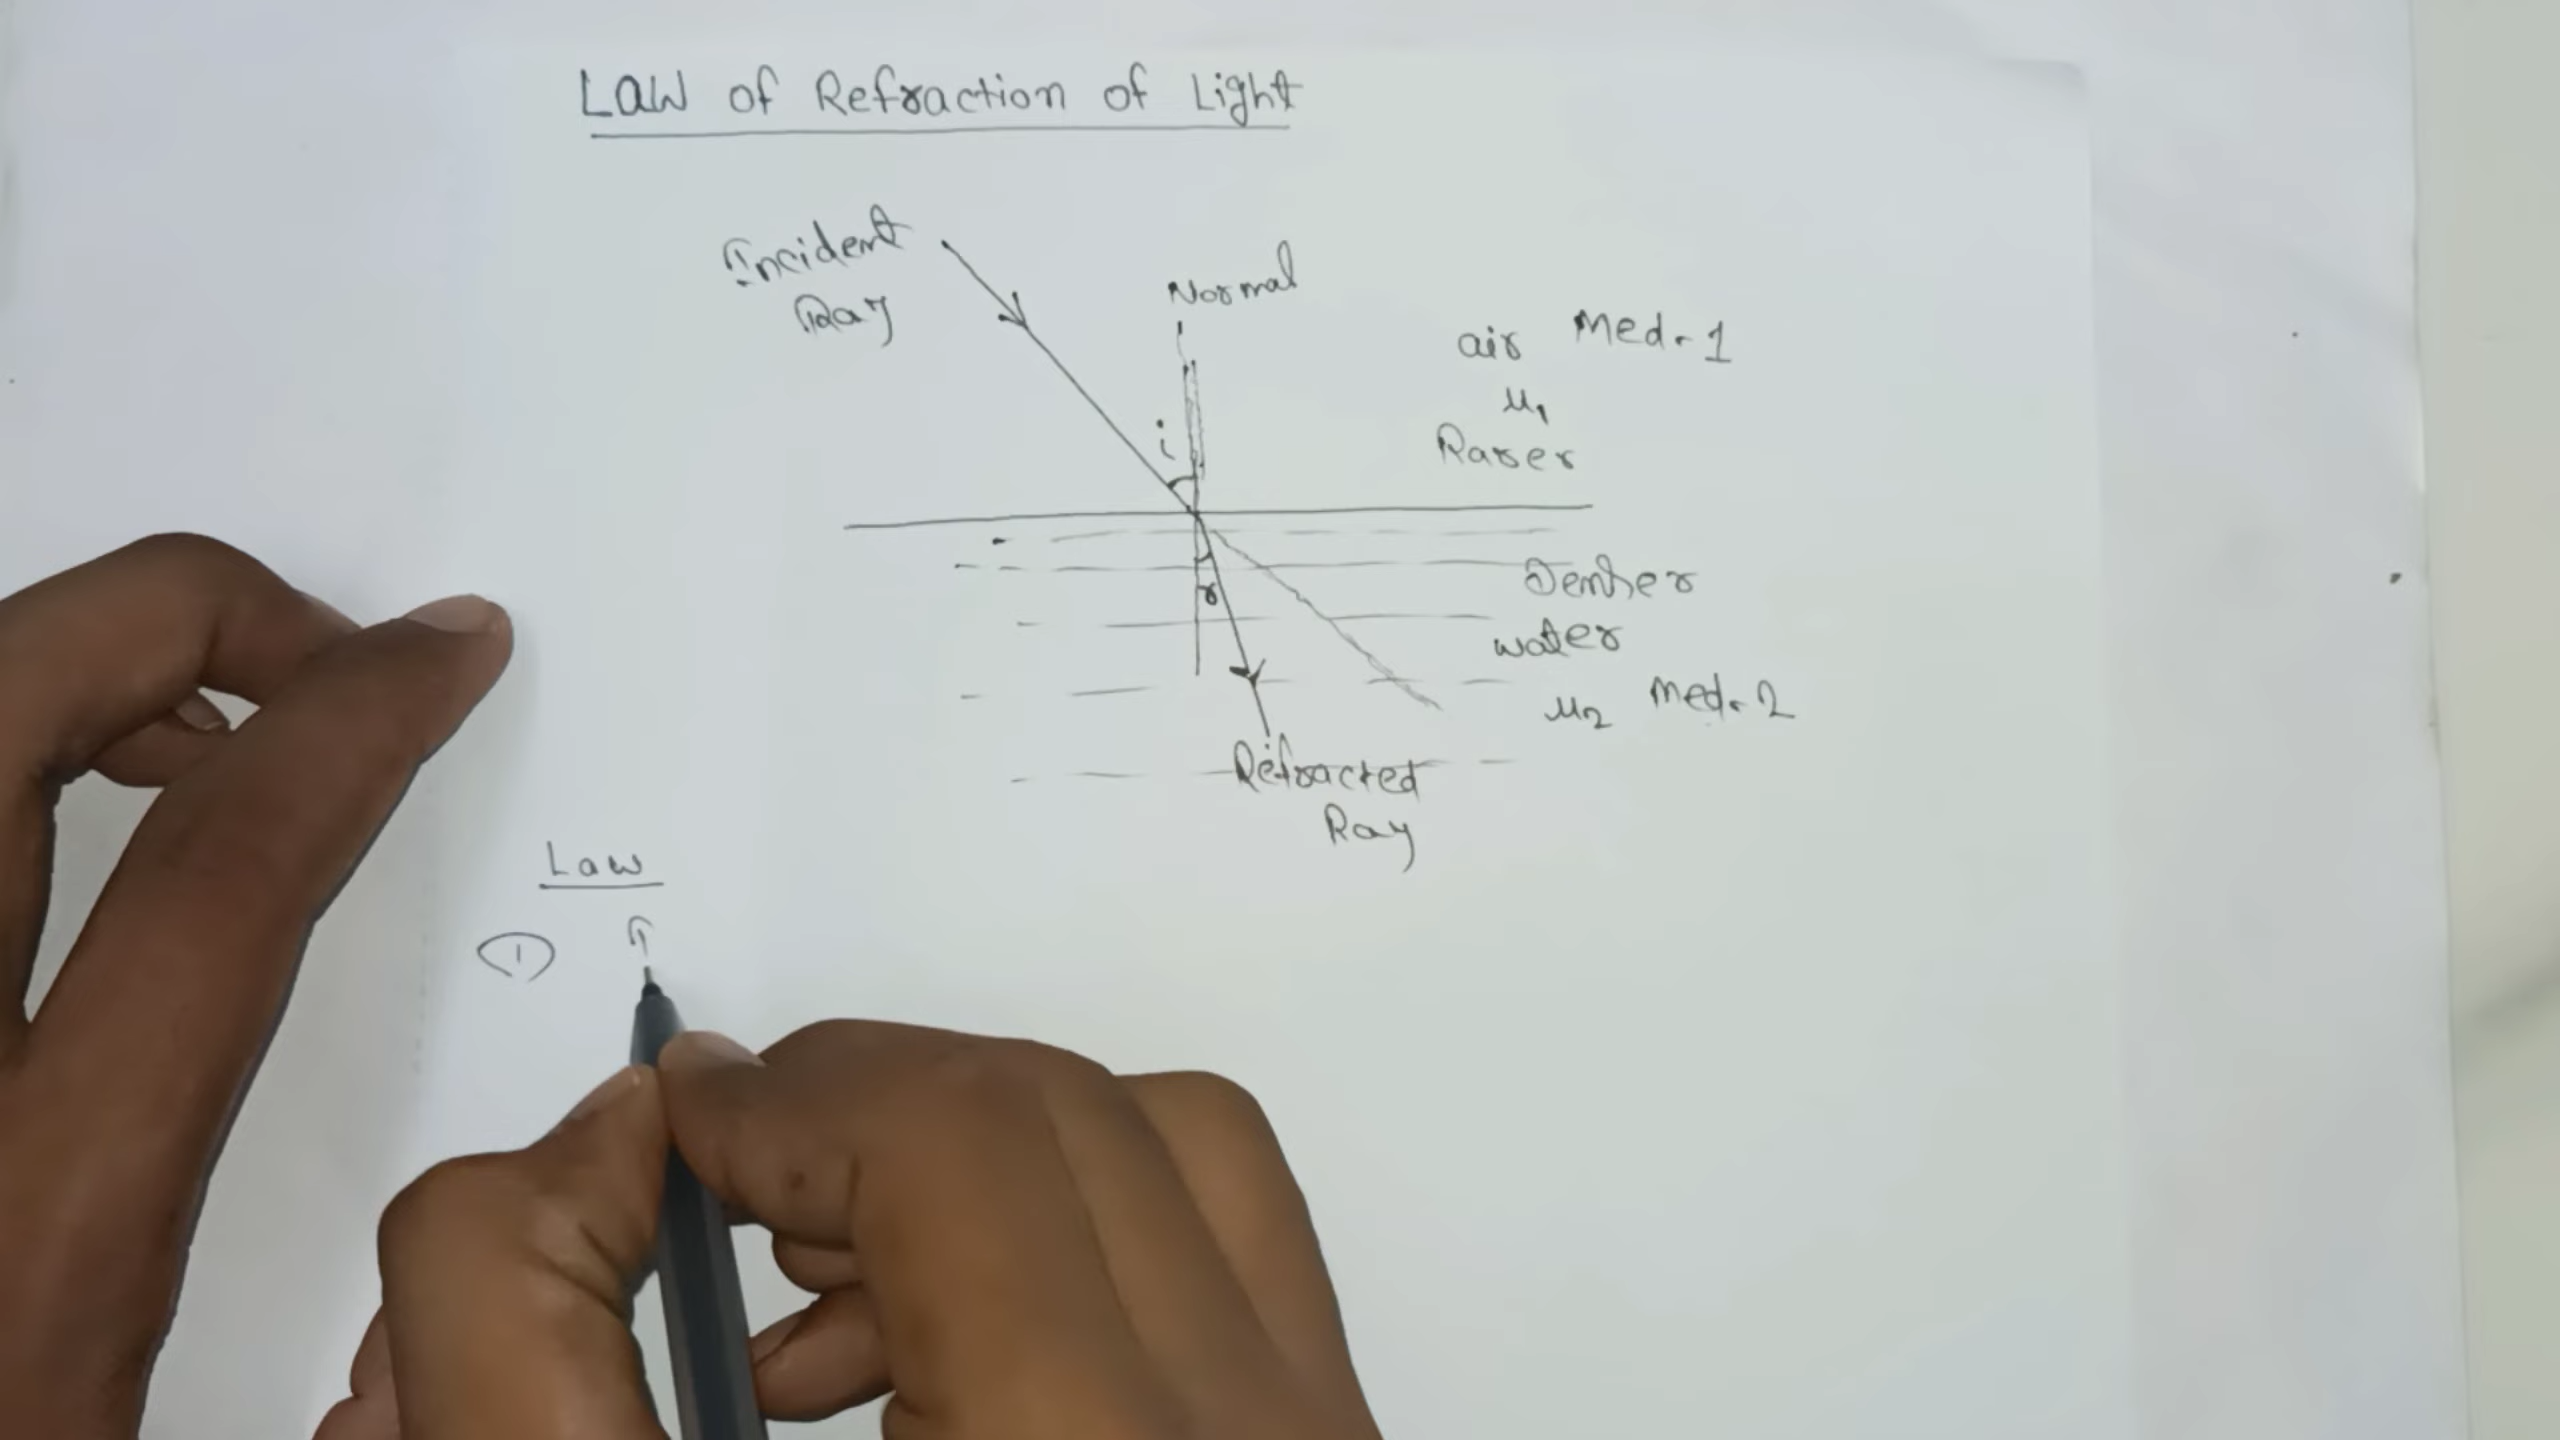 LAW of Refraction of Light
Incident
Ray
Normal
air Med-1
μ1
Rarer
i
r
Denser
water
μ2 Med-2
Refracted
Ray
Law
1